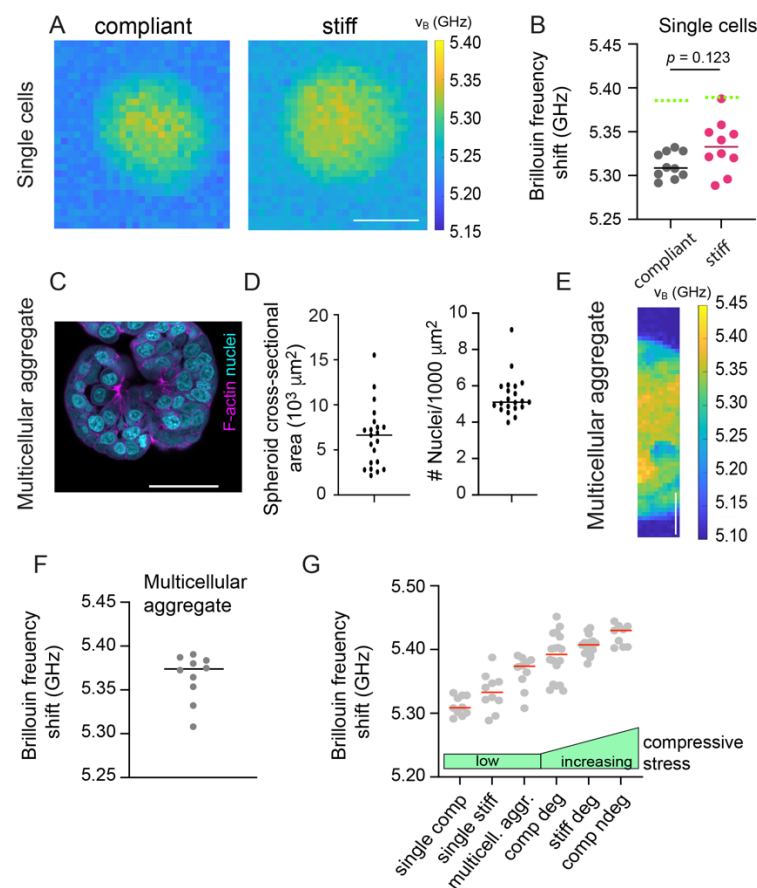 A
compliant
stiff
Single cells
νB (GHz)
5.40
5.35
5.30
5.25
5.20
5.15
B
Single cells
p = 0.123
Brillouin freuency
shift (GHz)
5.45
5.40
5.35
5.30
5.25
compliant
stiff
C
Multicellular aggregate
F-actin nuclei
D
Spheroid cross-sectional
area (10³ μm2)
20
15
10
5
0
# Nuclei/1000 μm2
10
8
6
4
2
0
E
Multicellular aggregate
νB (GHz)
5.45
5.40
5.35
5.30
5.25
5.20
5.15
5.10
F
Multicellular
aggregate
Brillouin freuency
shift (GHz)
5.45
5.40
5.35
5.30
5.25
G
Brillouin freuency
shift (GHz)
5.50
5.40
5.30
5.20
low
increasing
compressive
stress
single comp
single stiff
multicell. aggr.
comp deg
stiff deg
comp ndeg